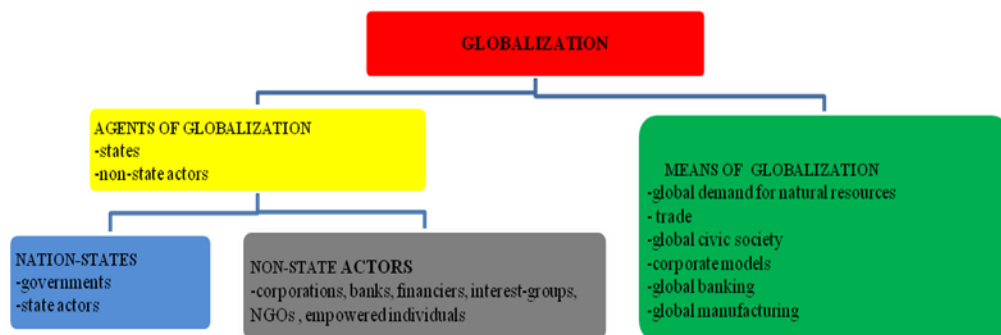 GLOBALIZATION
AGENTS OF GLOBALIZATION
-states
-non-state actors
MEANS OF GLOBALIZATION
-global demand for natural resources
- trade
-global civic society
-corporate models
-global banking
-global manufacturing
NATION-STATES
-governments
-state actors
NON-STATE ACTORS
-corporations, banks, financiers, interest-groups,
NGOs , empowered individuals